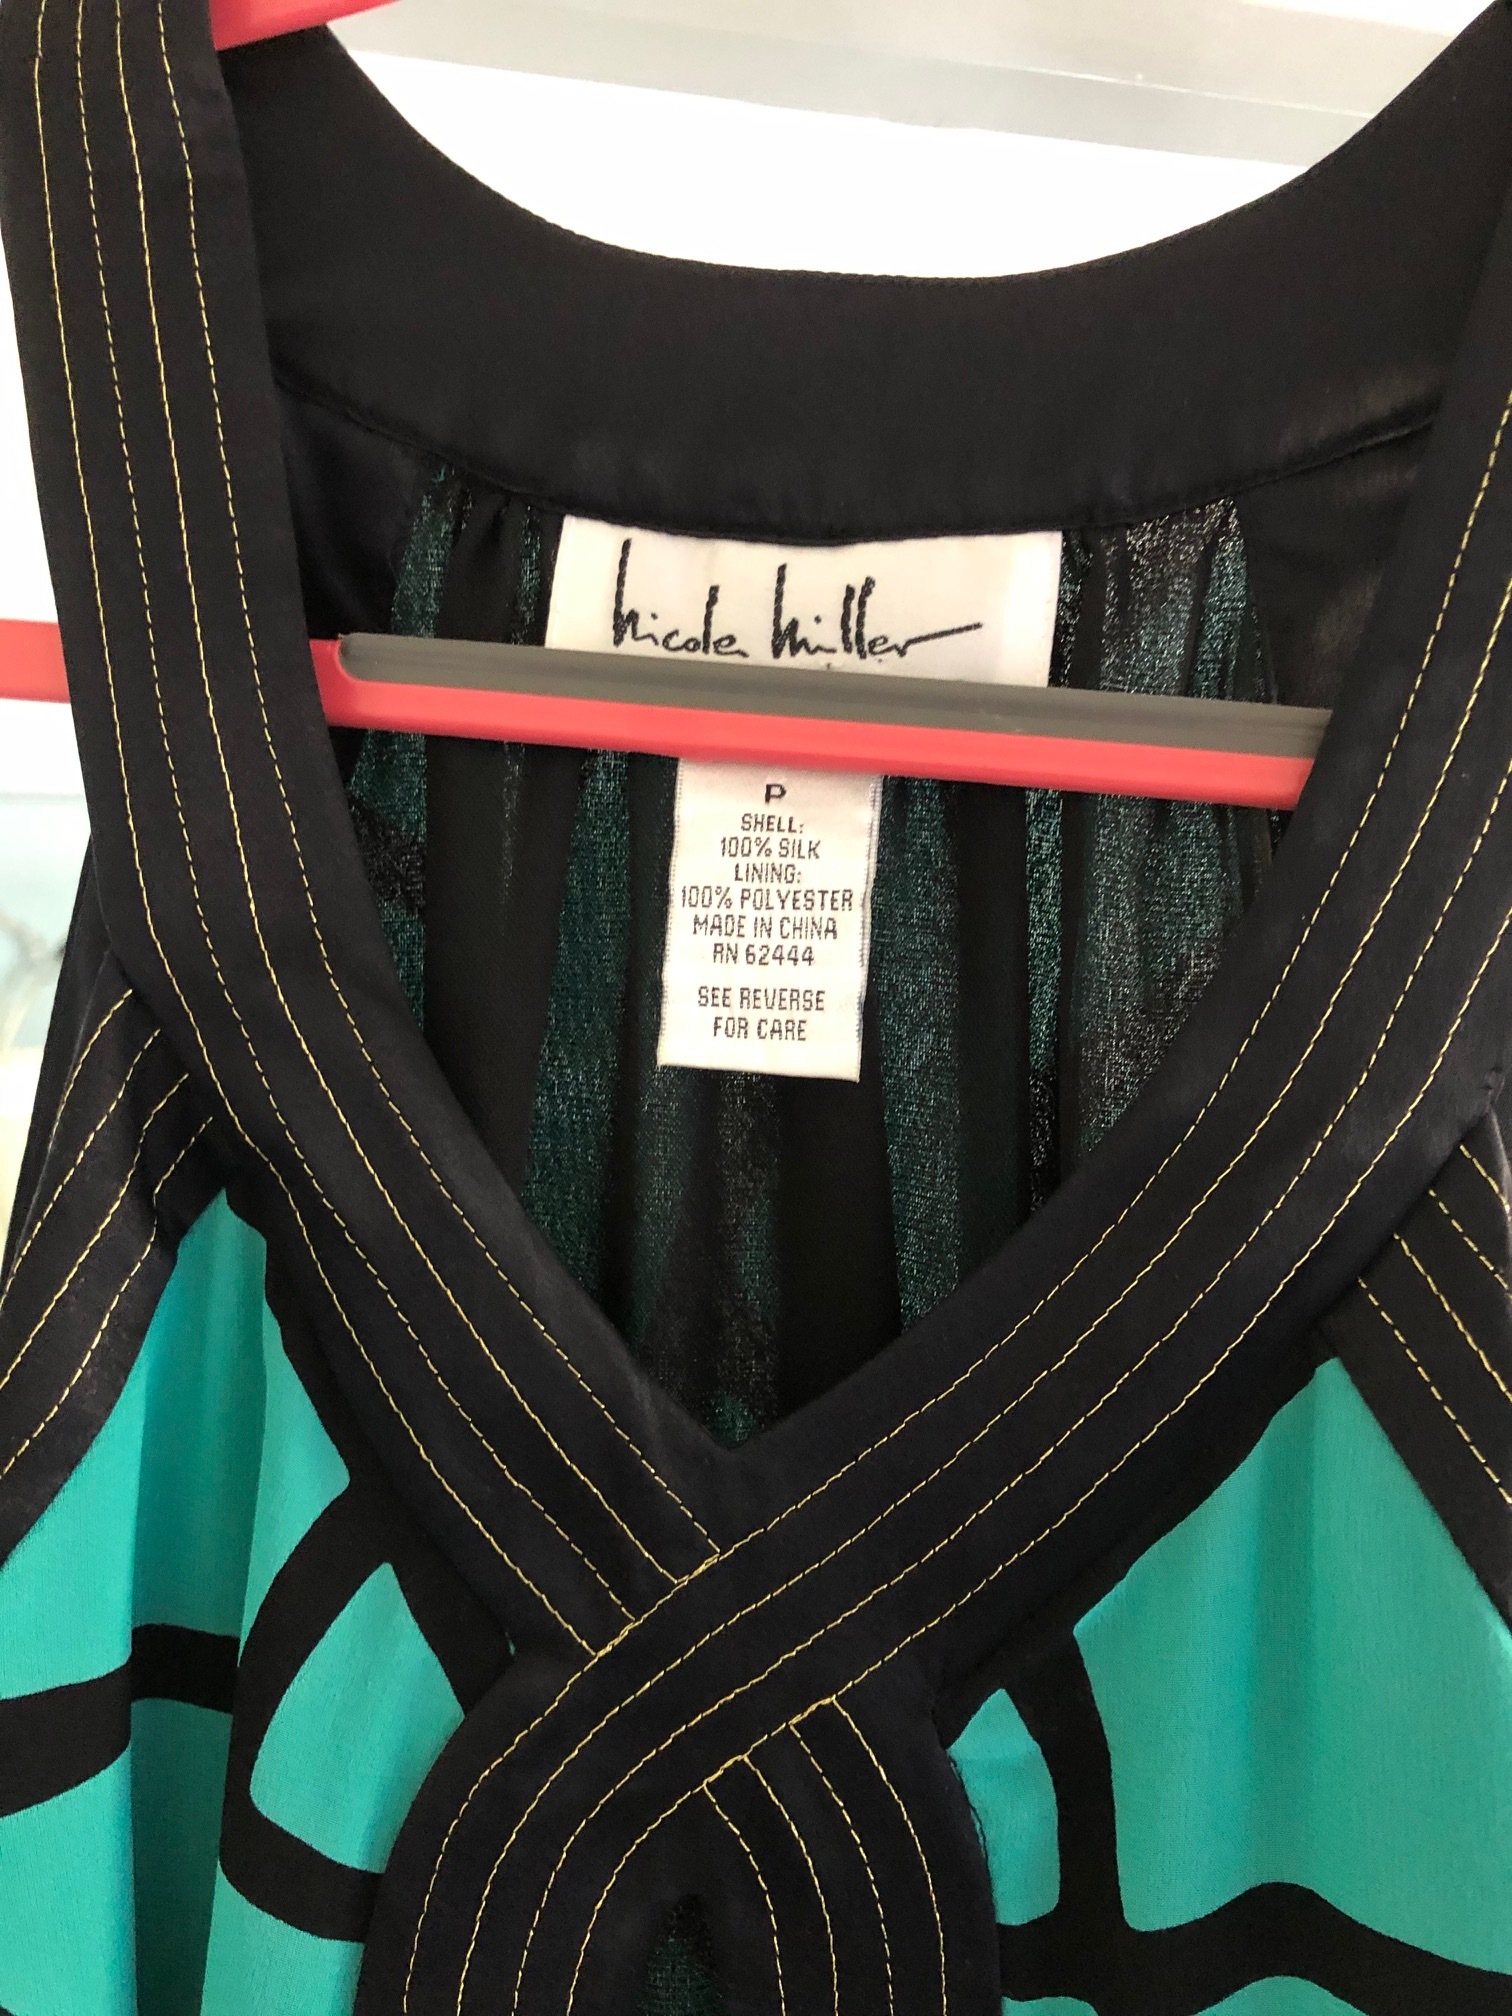 nicole miller
P
SHELL:
100% SILK
LINING:
100% POLYESTER
MADE IN CHINA
RN 62444
SEE REVERSE
FOR CARE